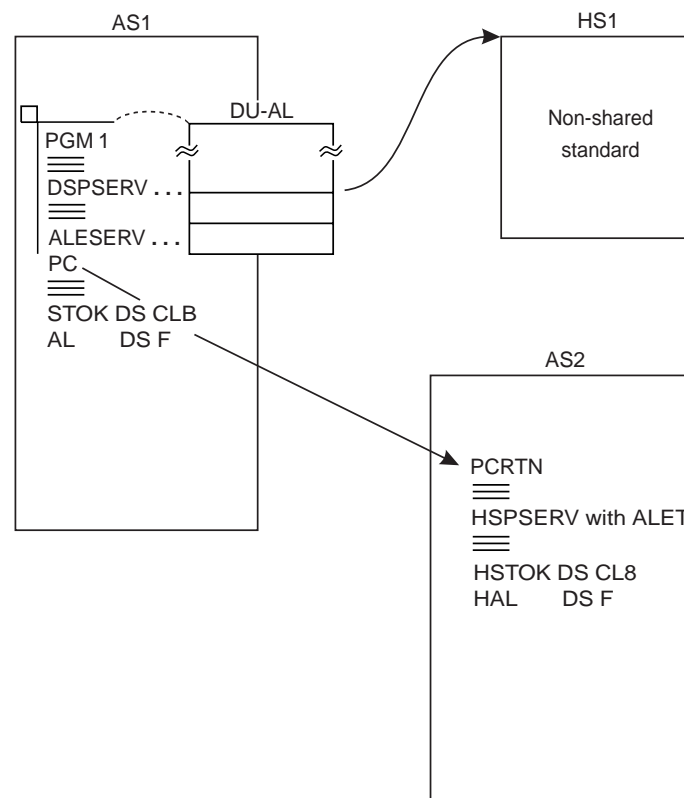 AS1
HS1
DU-AL
Non-shared
standard
PGM 1
DSPSERV . . .
ALESERV . . .
PC
STOK DS CLB
AL DS F
AS2
PCRTN
HSPSERV with ALET
HSTOK DS CL8
HAL DS F